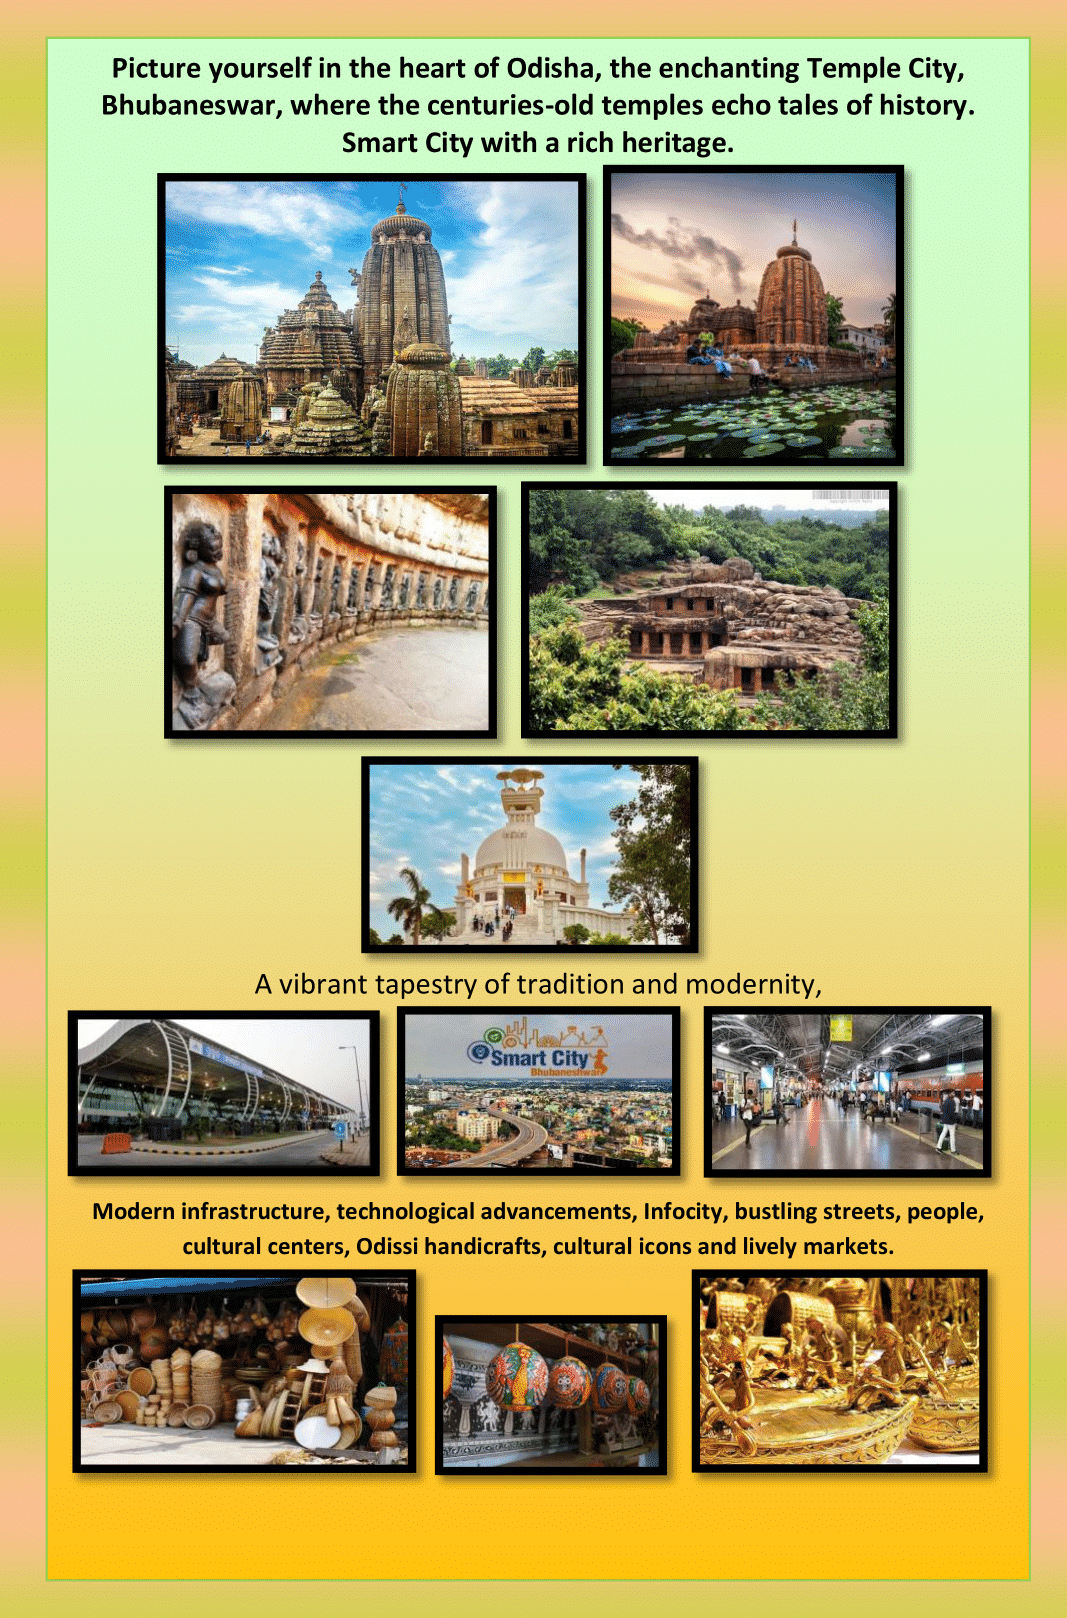 Picture yourself in the heart of Odisha, the enchanting Temple City,
Bhubaneswar, where the centuries-old temples echo tales of history.
Smart City with a rich heritage.
A vibrant tapestry of tradition and modernity,
Smart City
Bhubaneshwar
Modern infrastructure, technological advancements, Infocity, bustling streets, people,
cultural centers, Odissi handicrafts, cultural icons and lively markets.